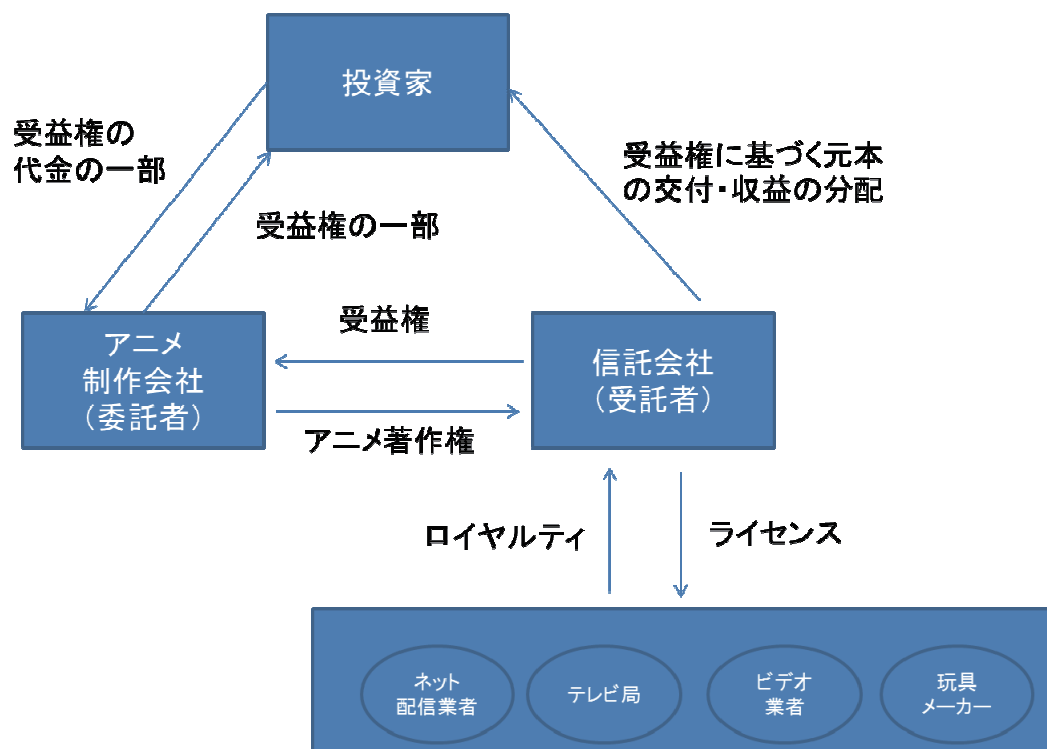 投資家
受益権の
代金の一部
受益権の一部
受益権に基づく元本
の交付・収益の分配
アニメ
制作会社
（委託者）
受益権
アニメ著作権
信託会社
（受託者）
ロイヤルティ
ライセンス
ネット
配信業者
テレビ局
ビデオ
業者
玩具
メーカー